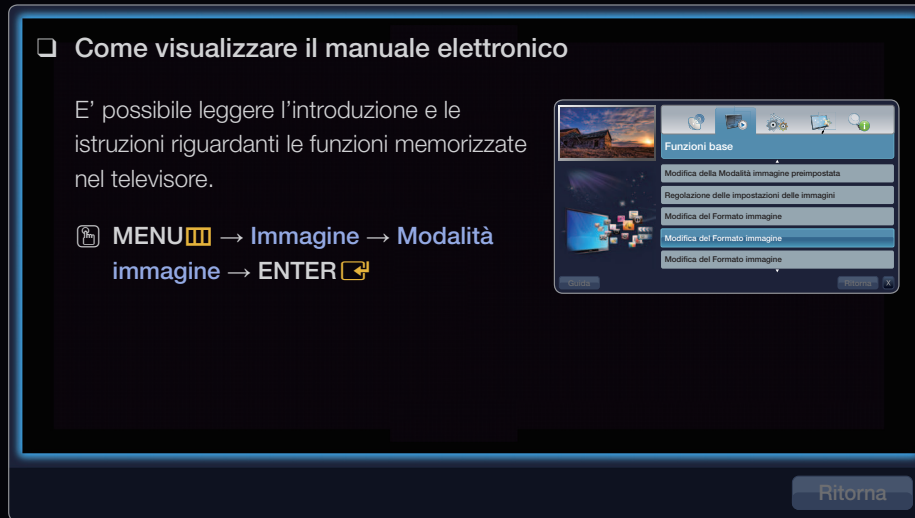 Come visualizzare il manuale elettronico
E' possibile leggere l'introduzione e le
istruzioni riguardanti le funzioni memorizzate
nel televisore.
MENU → Immagine → Modalità
immagine → ENTER
Funzioni base
Modifica della Modalità immagine preimpostata
Regolazione delle impostazioni delle immagini
Modifica del Formato immagine
Modifica del Formato immagine
Modifica del Formato immagine
Guida
Ritorna X
Ritorna